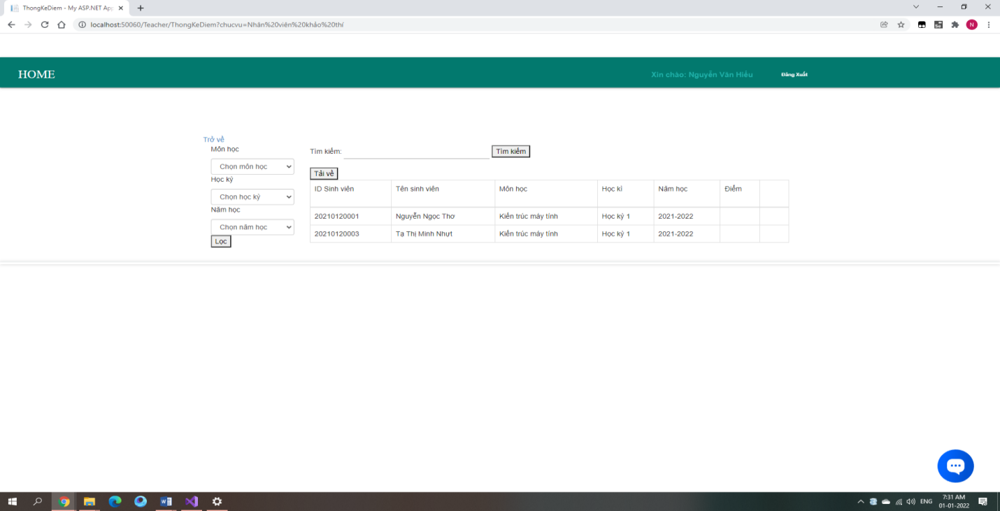 ThongKeDiem - My ASP.NET App
localhost:50060/Teacher/ThongKeDiem?chucvu=Nhân%20viên%20khảo%20thí
N
HOME
Xin chào: Nguyễn Văn Hiếu
Đăng Xuất
Trở về
Môn học
Chọn môn học
Học kỳ
Chọn học kỳ
Năm học
Chọn năm học
Lọc
Tìm kiếm:
Tìm kiếm
Tải về
ID Sinh viên Tên sinh viên Môn học Học kì Năm học Điểm
20210120001 Nguyễn Ngọc Thơ Kiến trúc máy tính Học kỳ 1 2021-2022
20210120003 Tạ Thị Minh Nhựt Kiến trúc máy tính Học kỳ 1 2021-2022
ENG
7:31 AM
01-01-2022